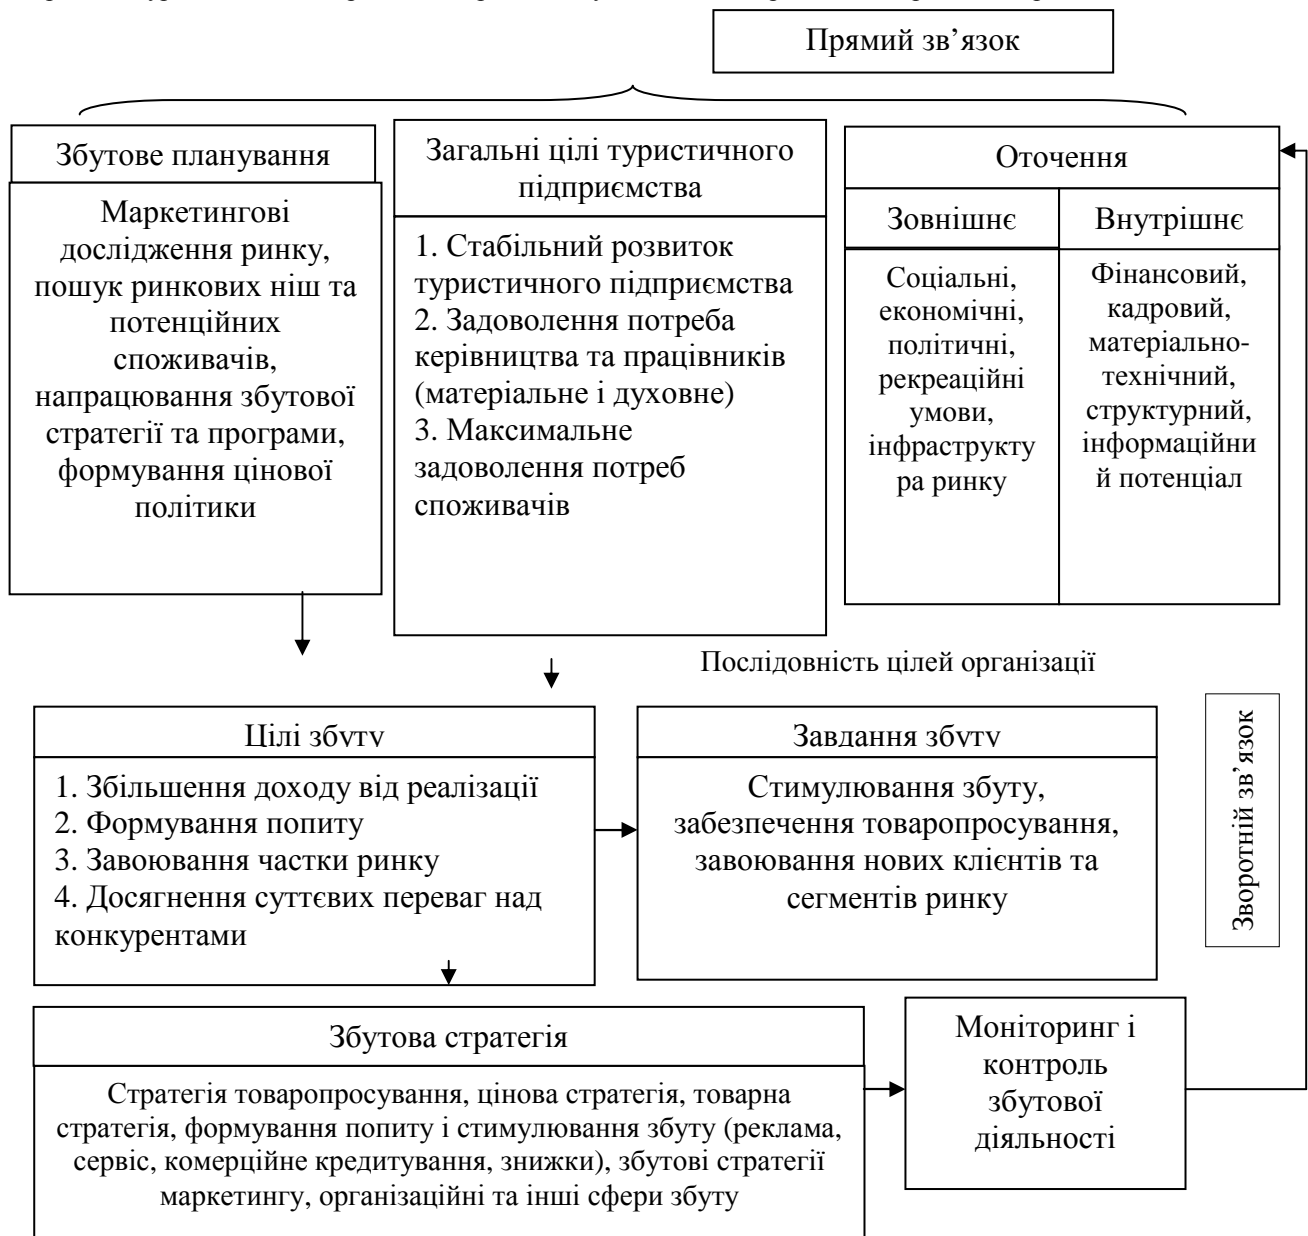 Прямий зв’язок
Збутове планування
Маркетингові
дослідження ринку,
пошук ринкових ніш та
потенційних
споживачів,
напрацювання збутової
стратегії та програми,
формування цінової
політики
Загальні цілі туристичного
підприємства
1. Стабільний розвиток
туристичного підприємства
2. Задоволення потреба
керівництва та працівників
(матеріальне і духовне)
3. Максимальне
задоволення потреб
споживачів
Оточення
Зовнішнє
Соціальні,
економічні,
політичні,
рекреаційні
умови,
інфраструкту
ра ринку
Внутрішнє
Фінансовий,
кадровий,
матеріально-
технічний,
структурний,
інформаційни
й потенціал
Послідовність цілей організації
Цілі збуту
1. Збільшення доходу від реалізації
2. Формування попиту
3. Завоювання частки ринку
4. Досягнення суттєвих переваг над
конкурентами
Завдання збуту
Стимулювання збуту,
забезпечення товаропросування,
завоювання нових клієнтів та
сегментів ринку
Зворотній зв’язок
Збутова стратегія
Стратегія товаропросування, цінова стратегія, товарна
стратегія, формування попиту і стимулювання збуту (реклама,
сервіс, комерційне кредитування, знижки), збутові стратегії
маркетингу, організаційні та інші сфери збуту
Моніторинг і
контроль
збутової
діяльності